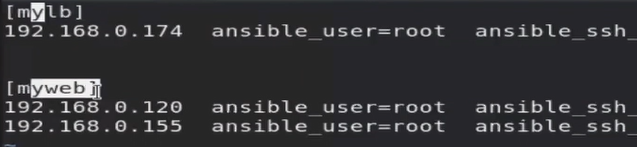 [mylb]
192.168.0.174 ansible_user=root ansible_ssh_
[myweb]
192.168.0.120 ansible_user=root ansible_ssh_
192.168.0.155 ansible_user=root ansible_ssh_
~